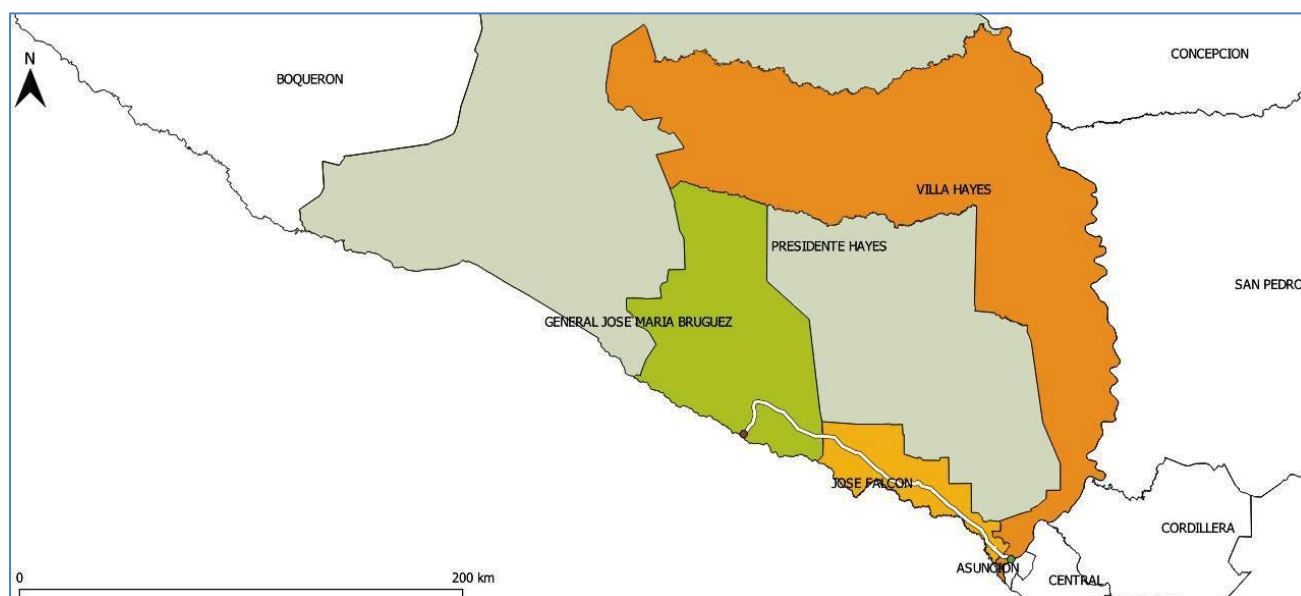 N
CONCEPCION
BOQUERON
VILLA HAYES
PRESIDENTE HAYES
SAN PEDRO
GENERAL JOSE MARIA BRUGUEZ
JOSE FALCON
CORDILLERA
ASUNCION
CENTRAL
0
200 km